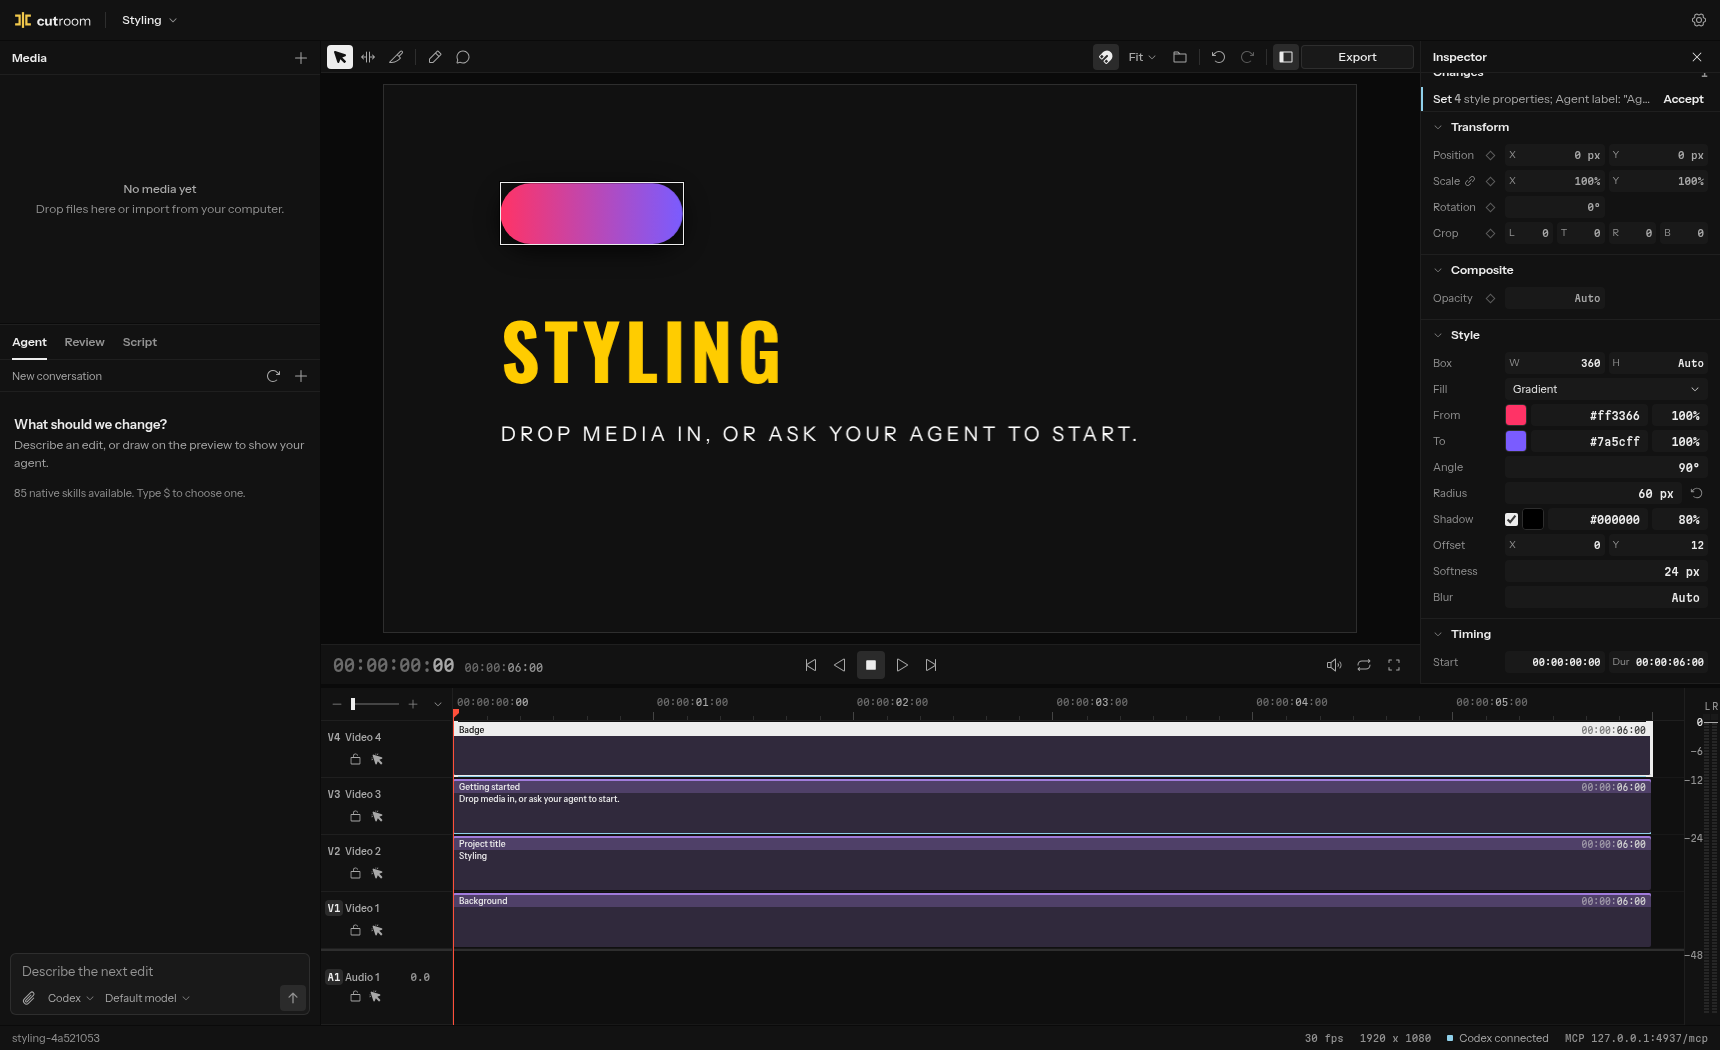 cutroom
Styling
Media
Fit
Export
Inspector
No media yet
Drop files here or import from your computer.
Changes 1
Set 4 style properties; Agent label: "Ag... Accept
Transform
Position X 0 px Y 0 px
Scale X 100% Y 100%
Rotation 0°
Crop L 0 T 0 R 0 B 0
Composite
Opacity Auto
Style
Box W 360 H Auto
Fill Gradient
From #ff3366 100%
To #7a5cff 100%
Angle 90°
Radius 60 px
Shadow #000000 80%
Offset X 0 Y 12
Softness 24 px
Blur Auto
Timing
Start 00:00:00:00 Dur 00:00:06:00
STYLING
DROP MEDIA IN, OR ASK YOUR AGENT TO START.
Agent Review Script
New conversation
What should we change?
Describe an edit, or draw on the preview to show your
agent.
85 native skills available. Type $ to choose one.
Describe the next edit
Codex Default model
00:00:00:00 00:00:06:00
00:00:00:00 00:00:01:00 00:00:02:00 00:00:03:00 00:00:04:00 00:00:05:00
V4 Video 4
Badge 00:00:06:00
V3 Video 3
Getting started 00:00:06:00
Drop media in, or ask your agent to start.
V2 Video 2
Project title 00:00:06:00
Styling
V1 Video 1
Background 00:00:06:00
A1 Audio 1 0.0
L R
0
-6
-12
-24
-48
styling-4a521053
30 fps 1920 x 1080 Codex connected MCP 127.0.0.1:4937/mcp